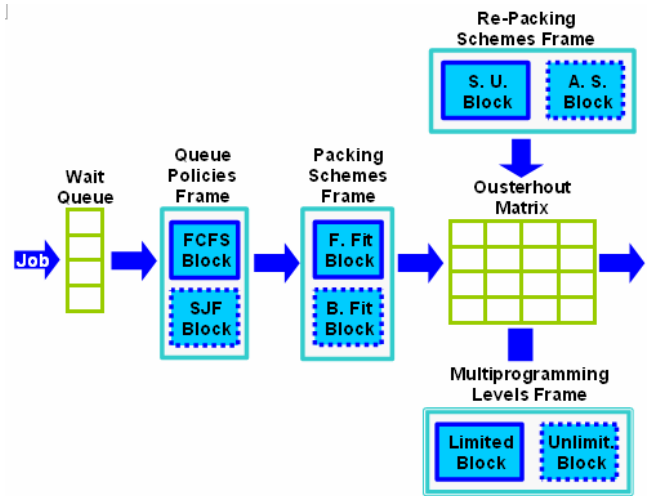 Re-Packing
Schemes Frame
S. U.
Block
A. S.
Block
Wait
Queue
Queue
Policies
Frame
Packing
Schemes
Frame
Ousterhout
Matrix
Job
FCFS
Block
SJF
Block
F. Fit
Block
B. Fit
Block
Multiprogramming
Levels Frame
Limited
Block
Unlimit.
Block